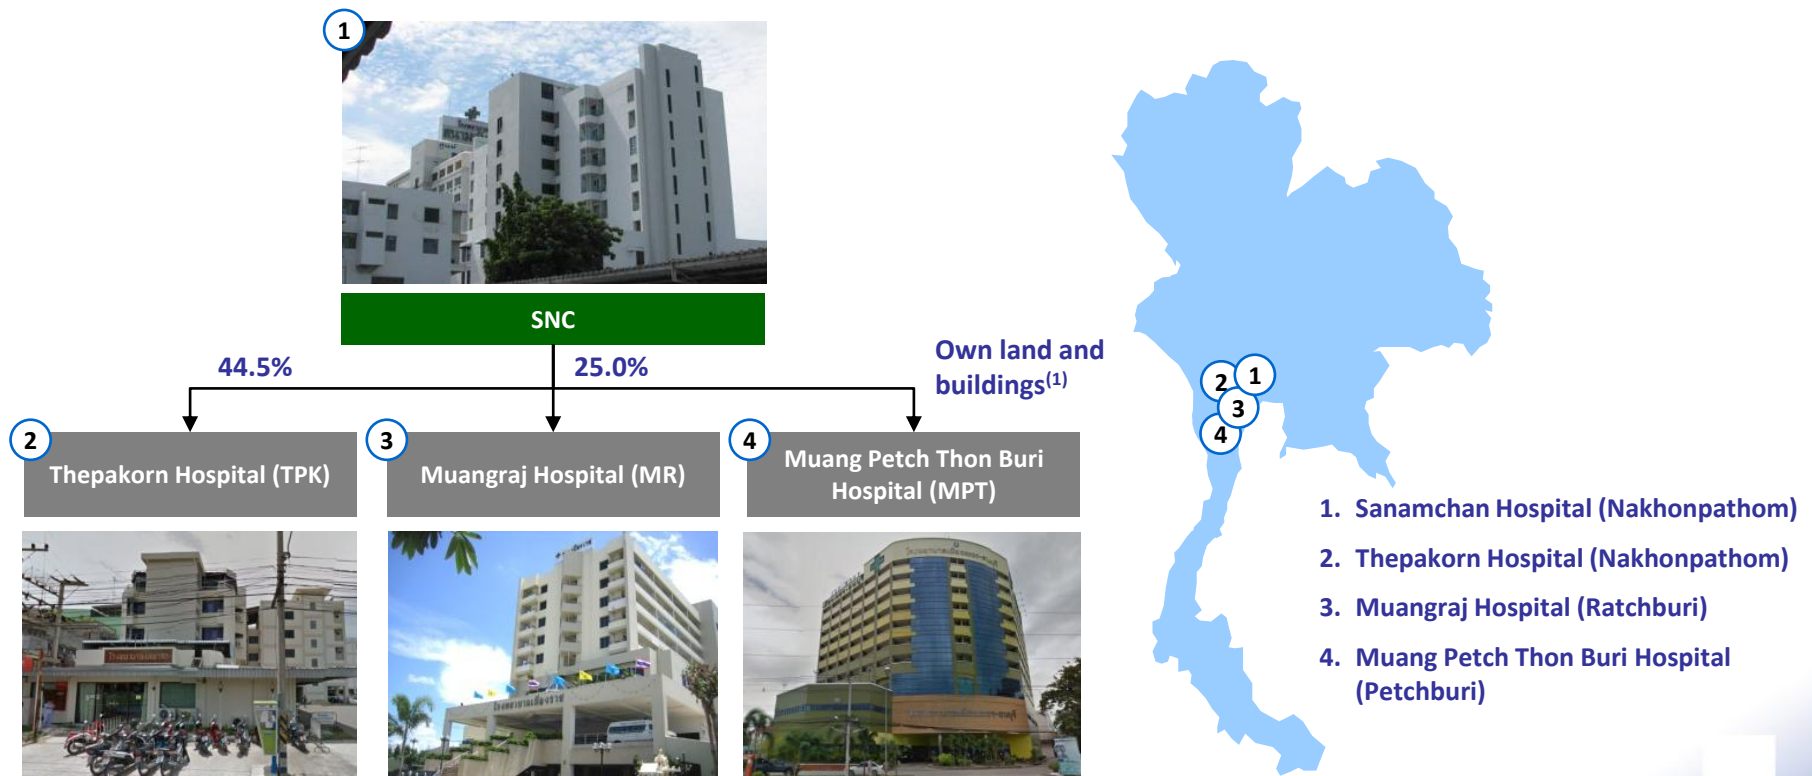 1
SNC
44.5%
25.0%
Own land and
buildings(1)
2
Thepakorn Hospital (TPK)
3
Muangraj Hospital (MR)
4
Muang Petch Thon Buri
Hospital (MPT)
2
1
3
4
1. Sanamchan Hospital (Nakhonpathom)
2. Thepakorn Hospital (Nakhonpathom)
3. Muangraj Hospital (Ratchburi)
4. Muang Petch Thon Buri Hospital
(Petchburi)